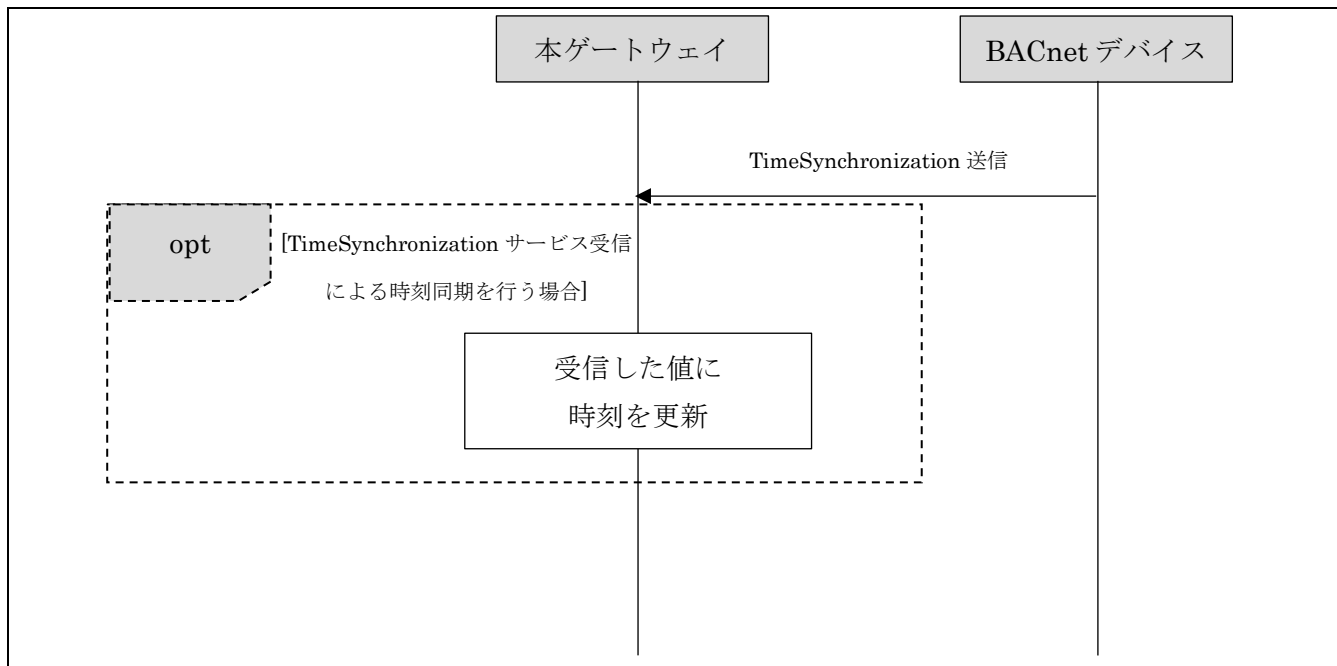 本ゲートウェイ
BACnet デバイス
TimeSynchronization 送信
opt
[TimeSynchronization サービス受信
による時刻同期を行う場合]
受信した値に
時刻を更新